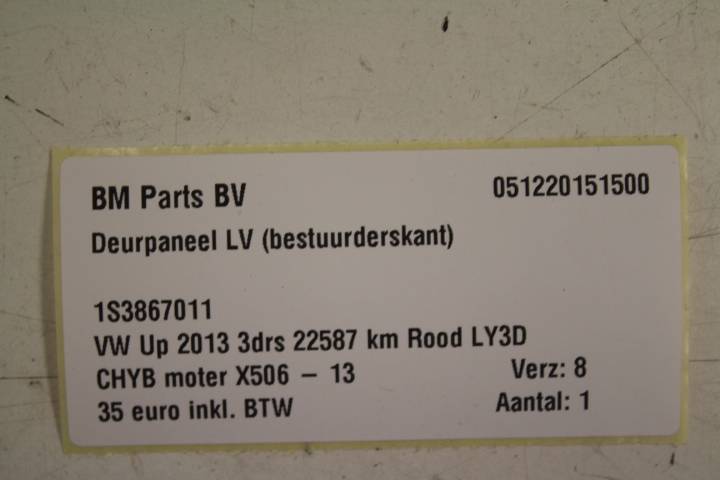 BM Parts BV 051220151500
Deurpaneel LV (bestuurderskant)
1S3867011
VW Up 2013 3drs 22587 km Rood LY3D
CHYB moter X506 – 13 Verz: 8
35 euro inkl. BTW Aantal: 1